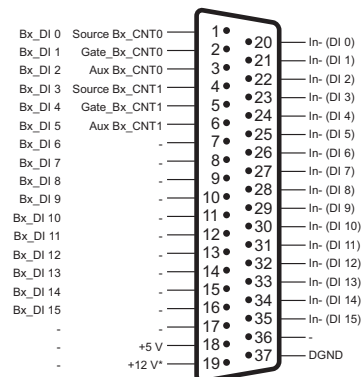 Bx_DI 0 Source Bx_CNT0 1 20 In- (DI 0)
Bx_DI 1 Gate_Bx_CNT0 2 21 In- (DI 1)
Bx_DI 2 Aux Bx_CNT0 3 22 In- (DI 2)
Bx_DI 3 Source Bx_CNT1 4 23 In- (DI 3)
Bx_DI 4 Gate_Bx_CNT1 5 24 In- (DI 4)
Bx_DI 5 Aux Bx_CNT1 6 25 In- (DI 5)
Bx_DI 6 - 7 26 In- (DI 6)
Bx_DI 7 - 8 27 In- (DI 7)
Bx_DI 8 - 9 28 In- (DI 8)
Bx_DI 9 - 10 29 In- (DI 9)
Bx_DI 10 - 11 30 In- (DI 10)
Bx_DI 11 - 12 31 In- (DI 11)
Bx_DI 12 - 13 32 In- (DI 12)
Bx_DI 13 - 14 33 In- (DI 13)
Bx_DI 14 - 15 34 In- (DI 14)
Bx_DI 15 - 16 35 In- (DI 15)
- - 17 36 -
- +5 V 18 37 DGND
- +12 V* 19